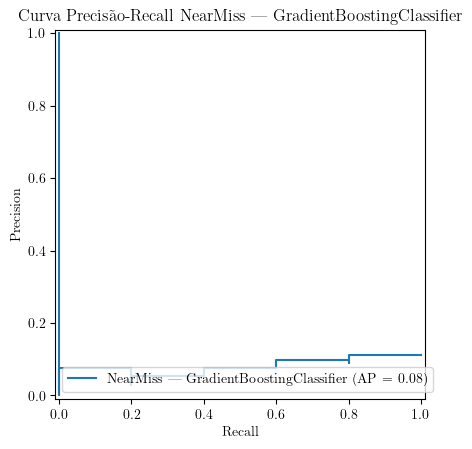 Curva Precisão-Recall NearMiss — GradientBoostingClassifier
1.0
0.8
0.6
0.4
0.2
0.0
Precision
NearMiss — GradientBoostingClassifier (AP = 0.08)
0.0 0.2 0.4 0.6 0.8 1.0
Recall